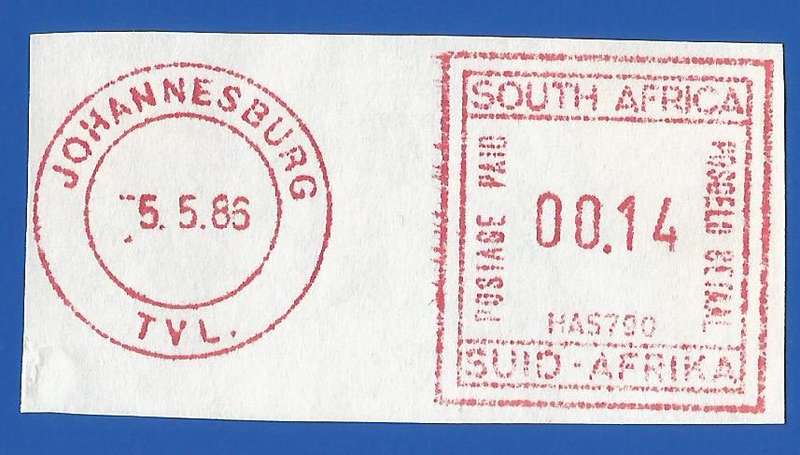 JOHANNESBURG
5.5.86
TVL.
SOUTH AFRICA
POSTAGE PAID
00.14
POSGELD BETAAL
HAS790
SUID-AFRIKA